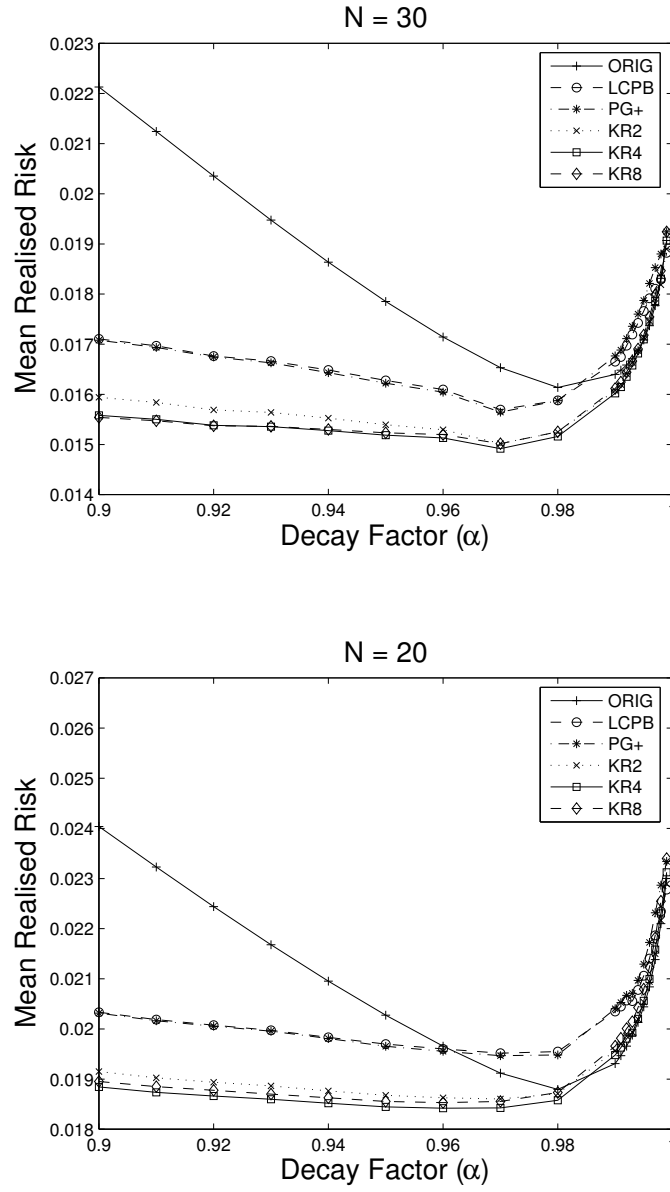 N = 30
0.023
0.022
0.021
0.02
0.019
0.018
0.017
0.016
0.015
0.014
Mean Realised Risk
ORIG
LCPB
PG+
KR2
KR4
KR8
0.9 0.92 0.94 0.96 0.98 1
Decay Factor (α)
N = 20
0.027
0.026
0.025
0.024
0.023
0.022
0.021
0.02
0.019
0.018
Mean Realised Risk
ORIG
LCPB
PG+
KR2
KR4
KR8
0.9 0.92 0.94 0.96 0.98
Decay Factor (α)